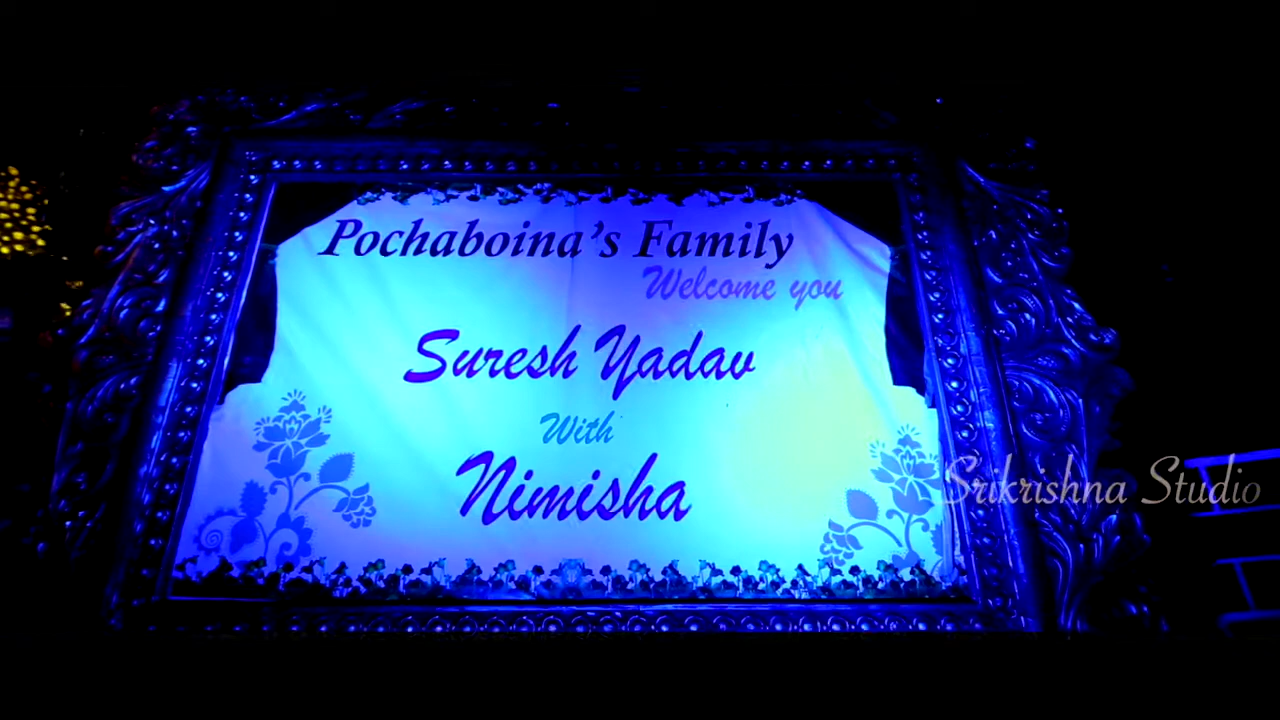 Pochaboina's Family
Welcome you
Suresh Yadav
With
Nimisha
Srikrishna Studio